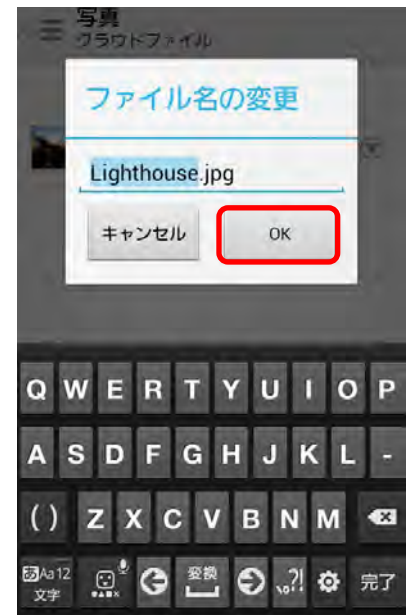 写真
クラウドファイル
ファイル名の変更
Lighthouse.jpg
キャンセル
OK
Q W E R T Y U I O P
A S D F G H J K L -
( ) Z X C V B N M
あAa12 変換 、。?! 完了
文字